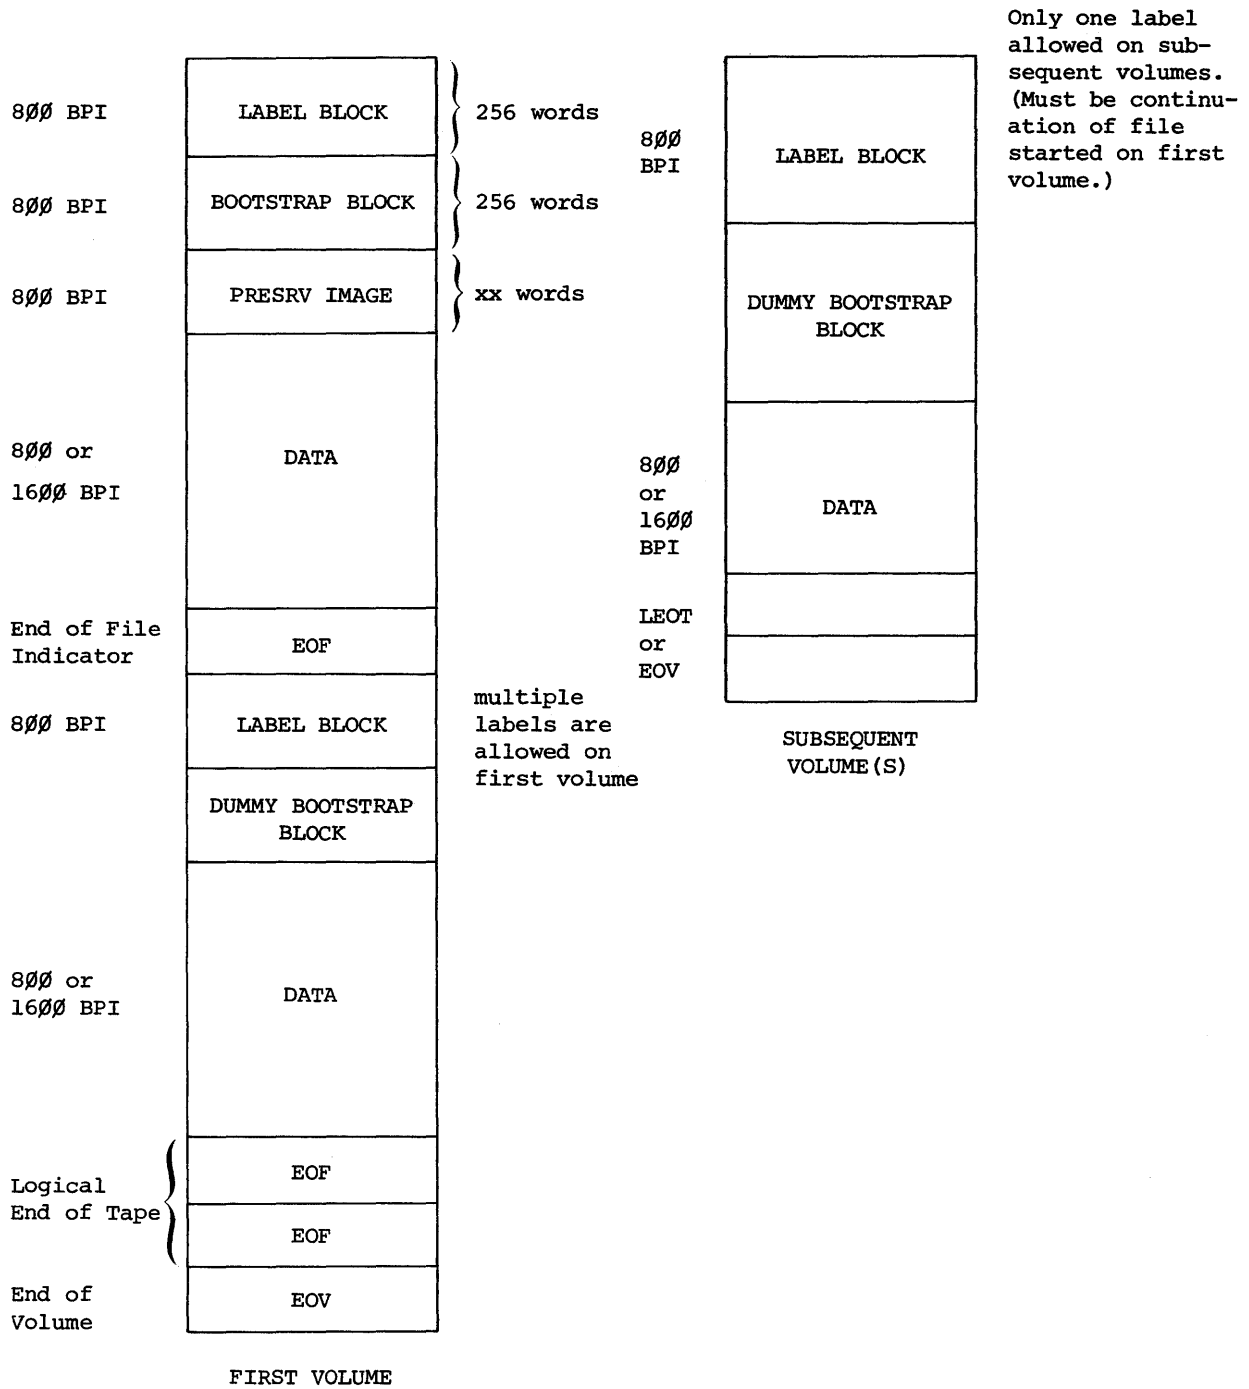 8ØØ BPI
LABEL BLOCK
256 words
8ØØ BPI
BOOTSTRAP BLOCK
256 words
8ØØ BPI
PRESRV IMAGE
xx words
8ØØ or
16ØØ BPI
DATA
End of File
Indicator
EOF
8ØØ BPI
LABEL BLOCK
multiple
labels are
allowed on
first volume
DUMMY BOOTSTRAP
BLOCK
8ØØ or
16ØØ BPI
DATA
Logical
End of Tape
EOF
EOF
End of
Volume
EOV
FIRST VOLUME
8ØØ
BPI
LABEL BLOCK
Only one label
allowed on sub-
sequent volumes.
(Must be continu-
ation of file
started on first
volume.)
DUMMY BOOTSTRAP
BLOCK
8ØØ
or
16ØØ
BPI
DATA
LEOT
or
EOV
SUBSEQUENT
VOLUME(S)